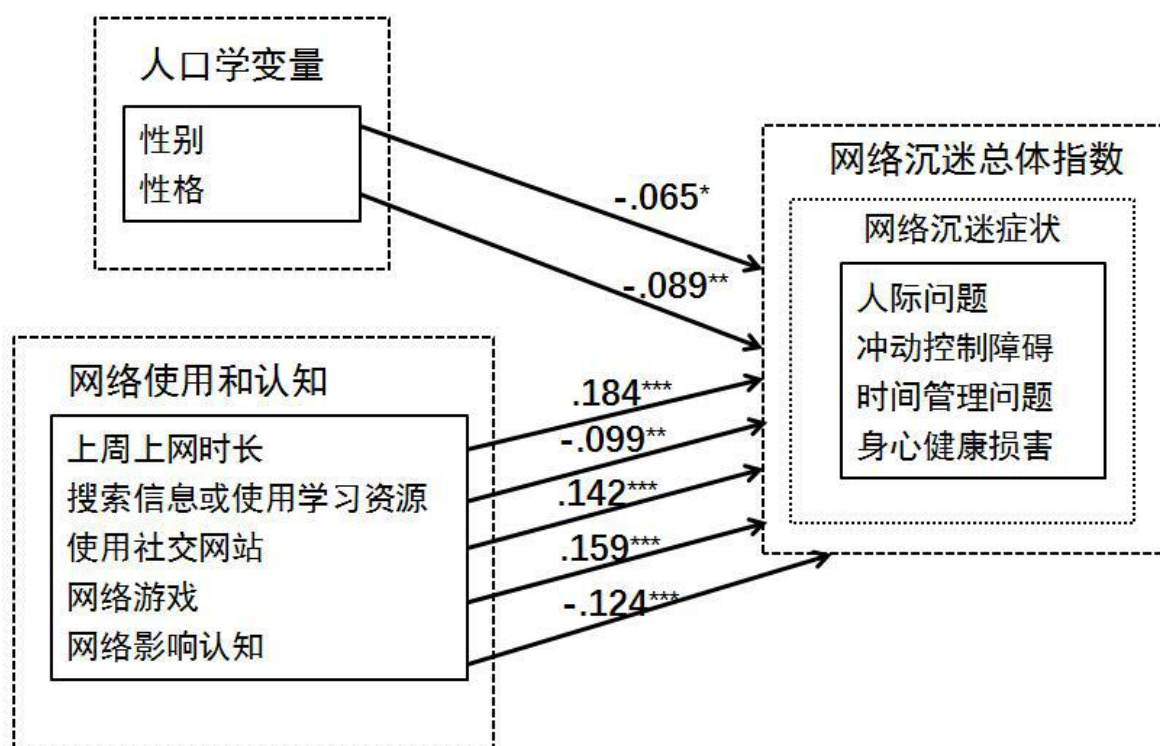 人口学变量
性别
性格
-.065*
-.089**
网络沉迷总体指数
网络沉迷症状
人际问题
冲动控制障碍
时间管理问题
身心健康损害
网络使用和认知
上周上网时长
搜索信息或使用学习资源
使用社交网站
网络游戏
网络影响认知
.184***
-.099**
.142***
.159***
-.124***